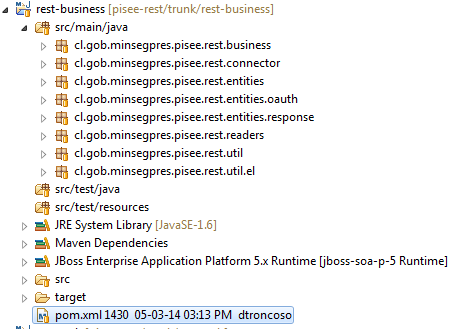 rest-business [pisee-rest/trunk/rest-business]
src/main/java
cl.gob.minsegpres.pisee.rest.business
cl.gob.minsegpres.pisee.rest.connector
cl.gob.minsegpres.pisee.rest.entities
cl.gob.minsegpres.pisee.rest.entities.oauth
cl.gob.minsegpres.pisee.rest.entities.response
cl.gob.minsegpres.pisee.rest.readers
cl.gob.minsegpres.pisee.rest.util
cl.gob.minsegpres.pisee.rest.util.el
src/test/java
src/test/resources
JRE System Library [JavaSE-1.6]
Maven Dependencies
JBoss Enterprise Application Platform 5.x Runtime [jboss-soa-p-5 Runtime]
src
target
pom.xml 1430 05-03-14 03:13 PM dtroncoso